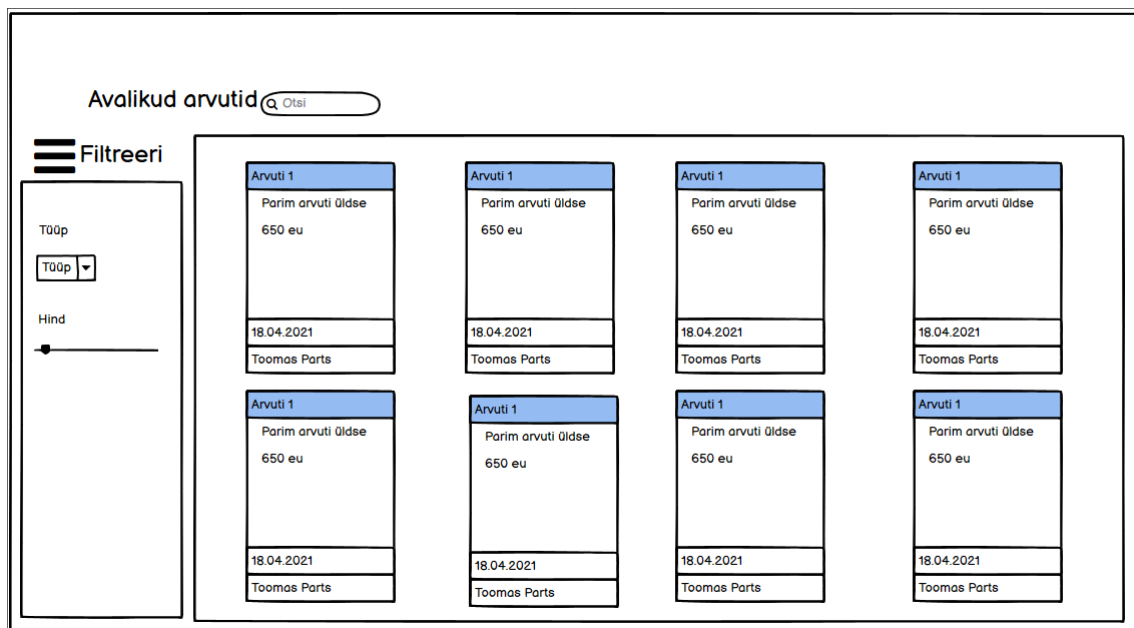 Avalikud arvutid
Otsi
Filtreeri
Tüüp
Tüüp
Hind
Arvuti 1
Parim arvuti üldse
650 eu
18.04.2021
Toomas Parts
Arvuti 1
Parim arvuti üldse
650 eu
18.04.2021
Toomas Parts
Arvuti 1
Parim arvuti üldse
650 eu
18.04.2021
Toomas Parts
Arvuti 1
Parim arvuti üldse
650 eu
18.04.2021
Toomas Parts
Arvuti 1
Parim arvuti üldse
650 eu
18.04.2021
Toomas Parts
Arvuti 1
Parim arvuti üldse
650 eu
18.04.2021
Toomas Parts
Arvuti 1
Parim arvuti üldse
650 eu
18.04.2021
Toomas Parts
Arvuti 1
Parim arvuti üldse
650 eu
18.04.2021
Toomas Parts